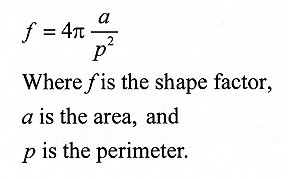 f = 4π a/p²
Where f is the shape factor,
a is the area, and
p is the perimeter.